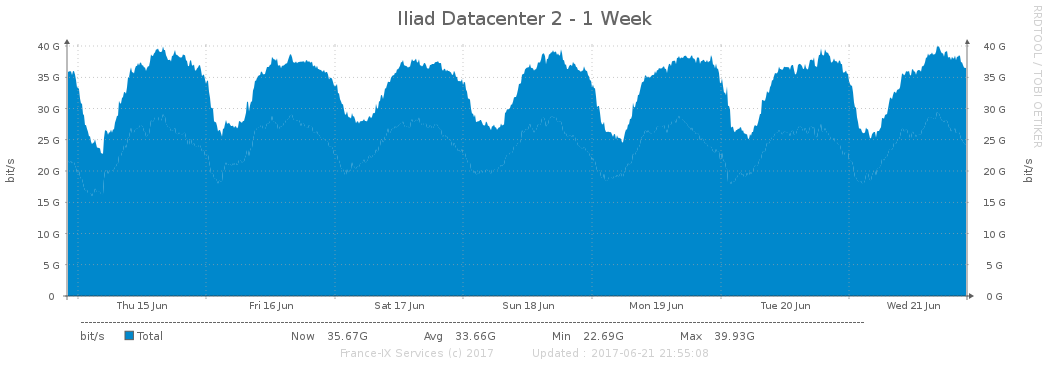 Iliad Datacenter 2 - 1 Week
RRDTOOL / TOBI OETIKER
40 G 40 G
35 G 35 G
30 G 30 G
25 G 25 G
20 G 20 G
15 G 15 G
10 G 10 G
5 G 5 G
0 0 G
bit/s bit/s
Thu 15 Jun Fri 16 Jun Sat 17 Jun Sun 18 Jun Mon 19 Jun Tue 20 Jun Wed 21 Jun
bit/s Total Now 35.67G Avg 33.66G Min 22.69G Max 39.93G
France-IX Services (c) 2017 Updated : 2017-06-21 21:55:08